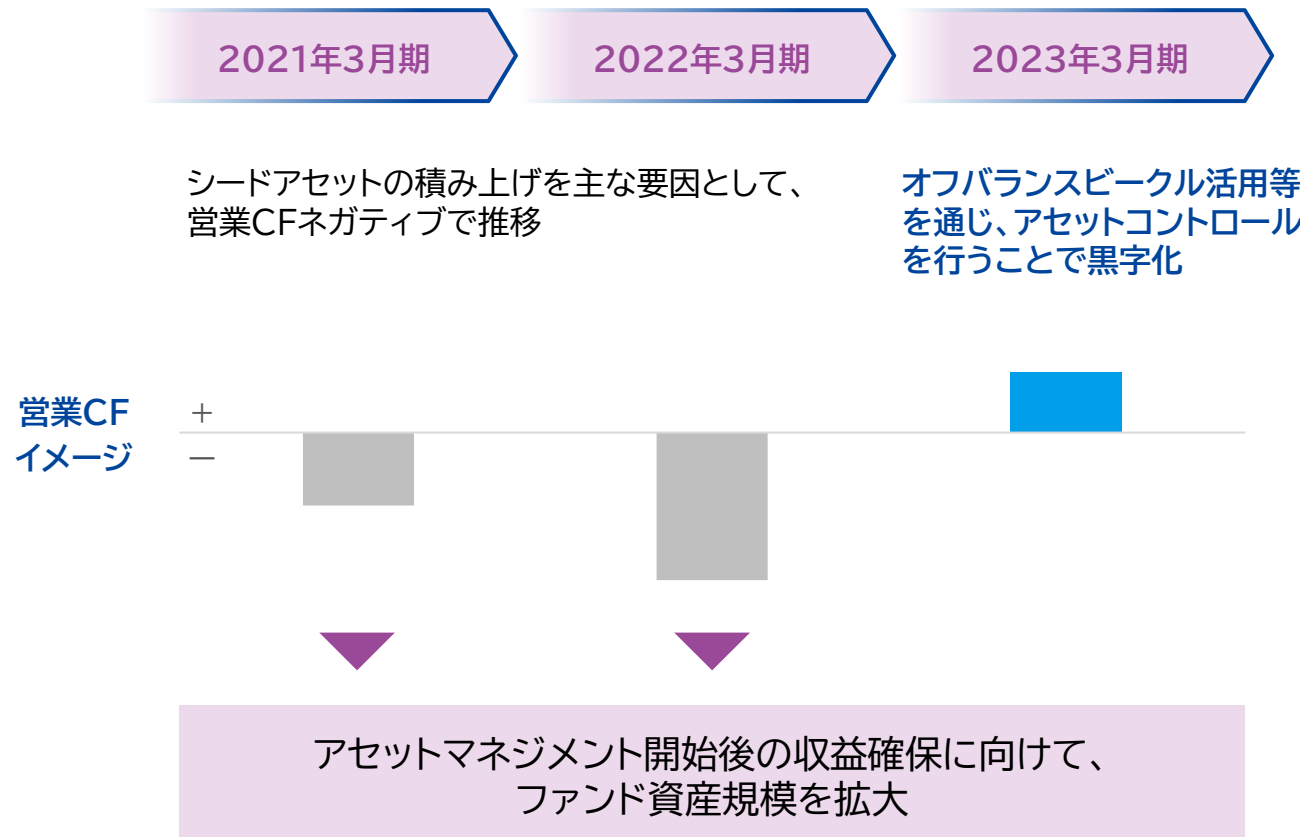 2021年3月期
2022年3月期
2023年3月期
シードアセットの積み上げを主な要因として、
営業CFネガティブで推移
オフバランスビークル活用等
を通じ、アセットコントロール
を行うことで黒字化
営業CF
イメージ
＋
－
アセットマネジメント開始後の収益確保に向けて、
ファンド資産規模を拡大